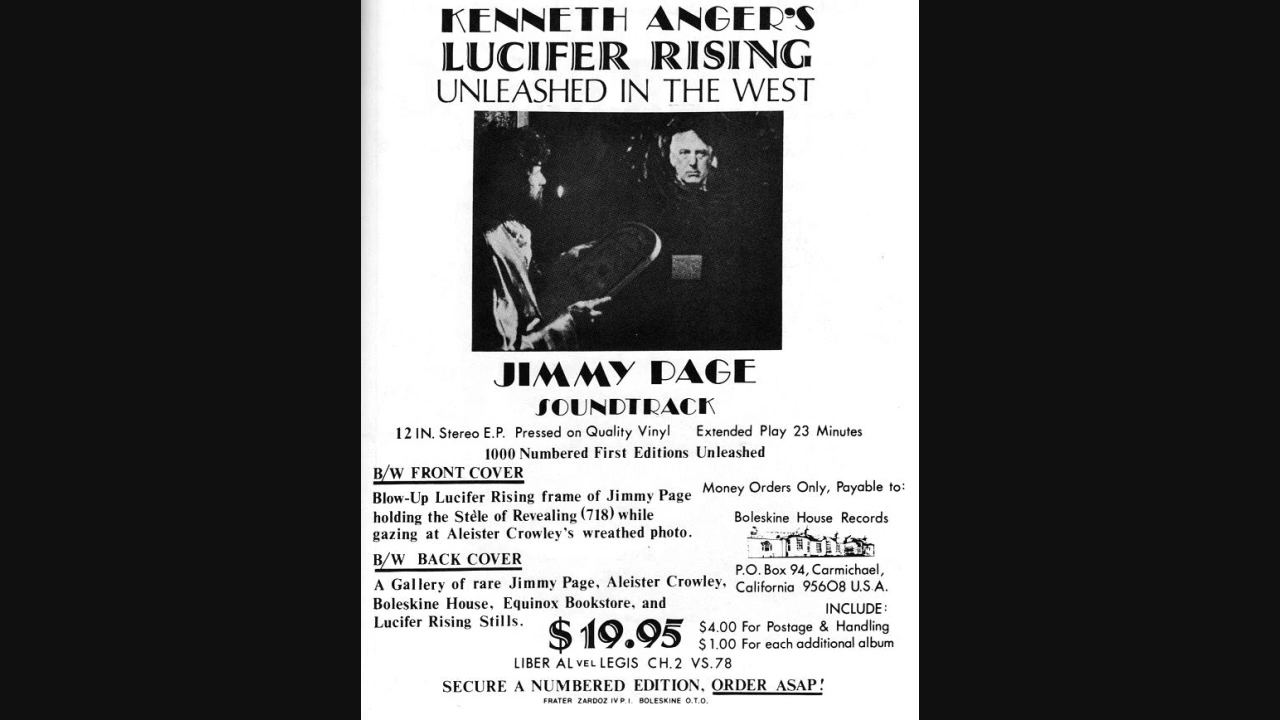 KENNETH ANGER'S
LUCIFER RISING
UNLEASHED IN THE WEST
JIMMY PAGE
SOUNDTRACK
12 IN. Stereo E.P. Pressed on Quality Vinyl Extended Play 23 Minutes
1000 Numbered First Editions Unleashed
B/W FRONT COVER
Blow-Up Lucifer Rising frame of Jimmy Page
holding the Stèle of Revealing (718) while
gazing at Aleister Crowley's wreathed photo.
B/W BACK COVER
A Gallery of rare Jimmy Page, Aleister Crowley,
Boleskine House, Equinox Bookstore, and
Lucifer Rising Stills.
Money Orders Only, Payable to:
Boleskine House Records
P.O. Box 94, Carmichael,
California 95608 U.S.A.
INCLUDE:
$4.00 For Postage & Handling
$1.00 For each additional album
$19.95
LIBER AL VEL LEGIS CH.2 VS.78
SECURE A NUMBERED EDITION, ORDER ASAP!
FRATER ZARDOZ IV P.I. BOLESKINE O.T.O.